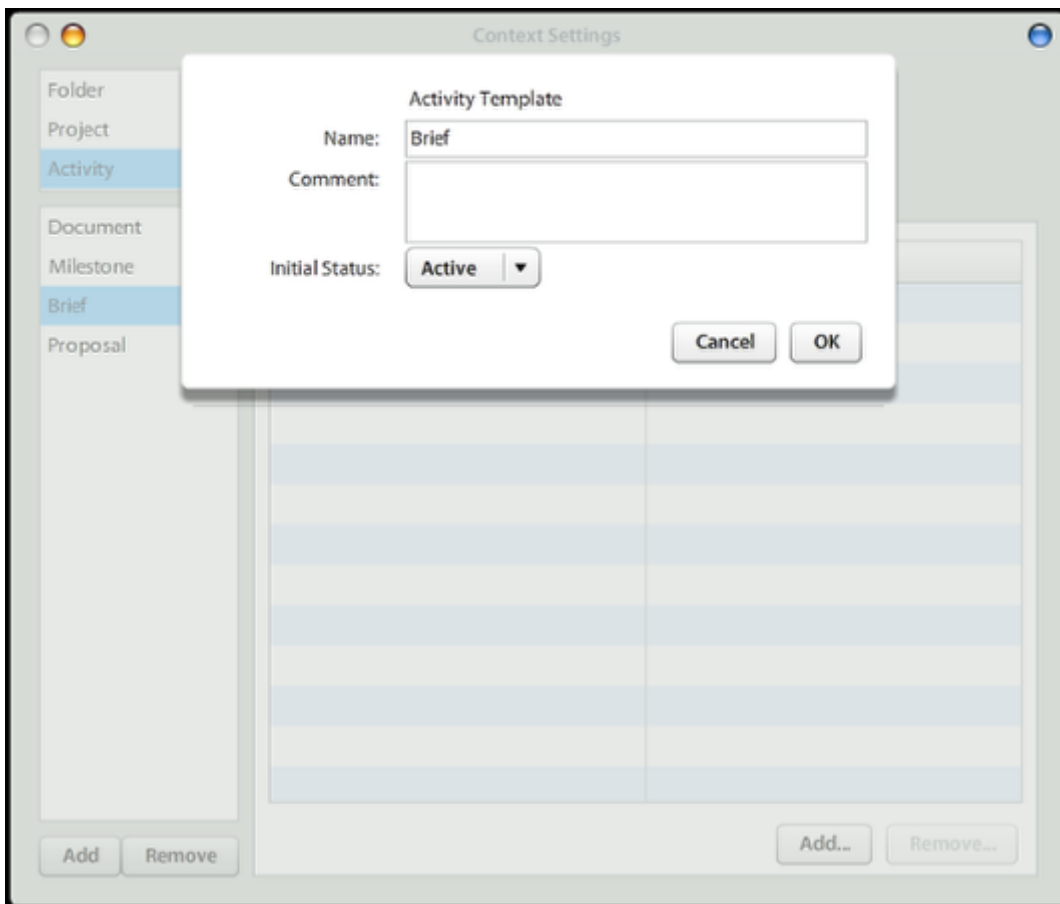 Context Settings
Folder
Project
Activity
Document
Milestone
Brief
Proposal
Activity Template
Name: Brief
Comment:
Initial Status: Active
Cancel OK
Add Remove
Add... Remove...